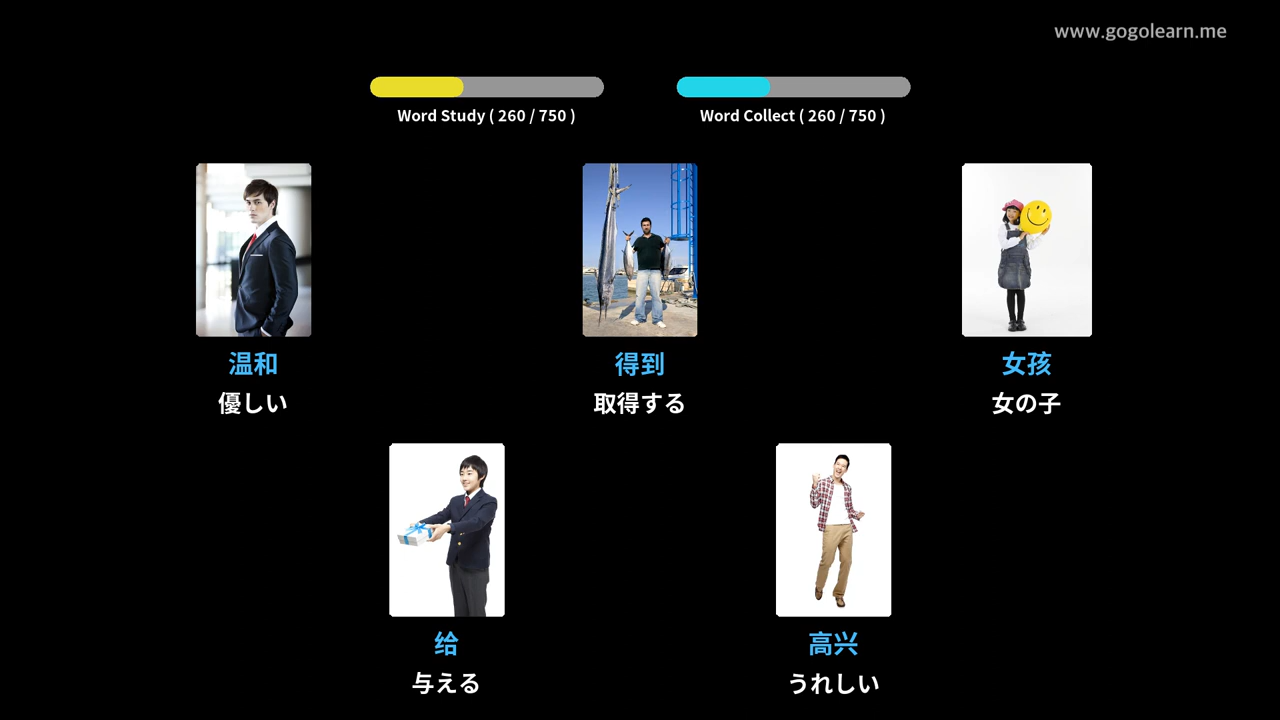 www.gogolearn.me
Word Study ( 260 / 750 )
Word Collect ( 260 / 750 )
温和
優しい
得到
取得する
女孩
女の子
给
与える
高兴
うれしい